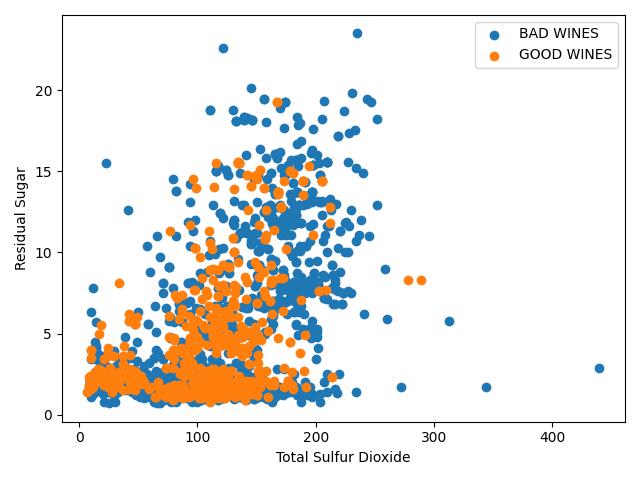 BAD WINES
GOOD WINES
Residual Sugar
20
15
10
5
0
0 100 200 300 400
Total Sulfur Dioxide